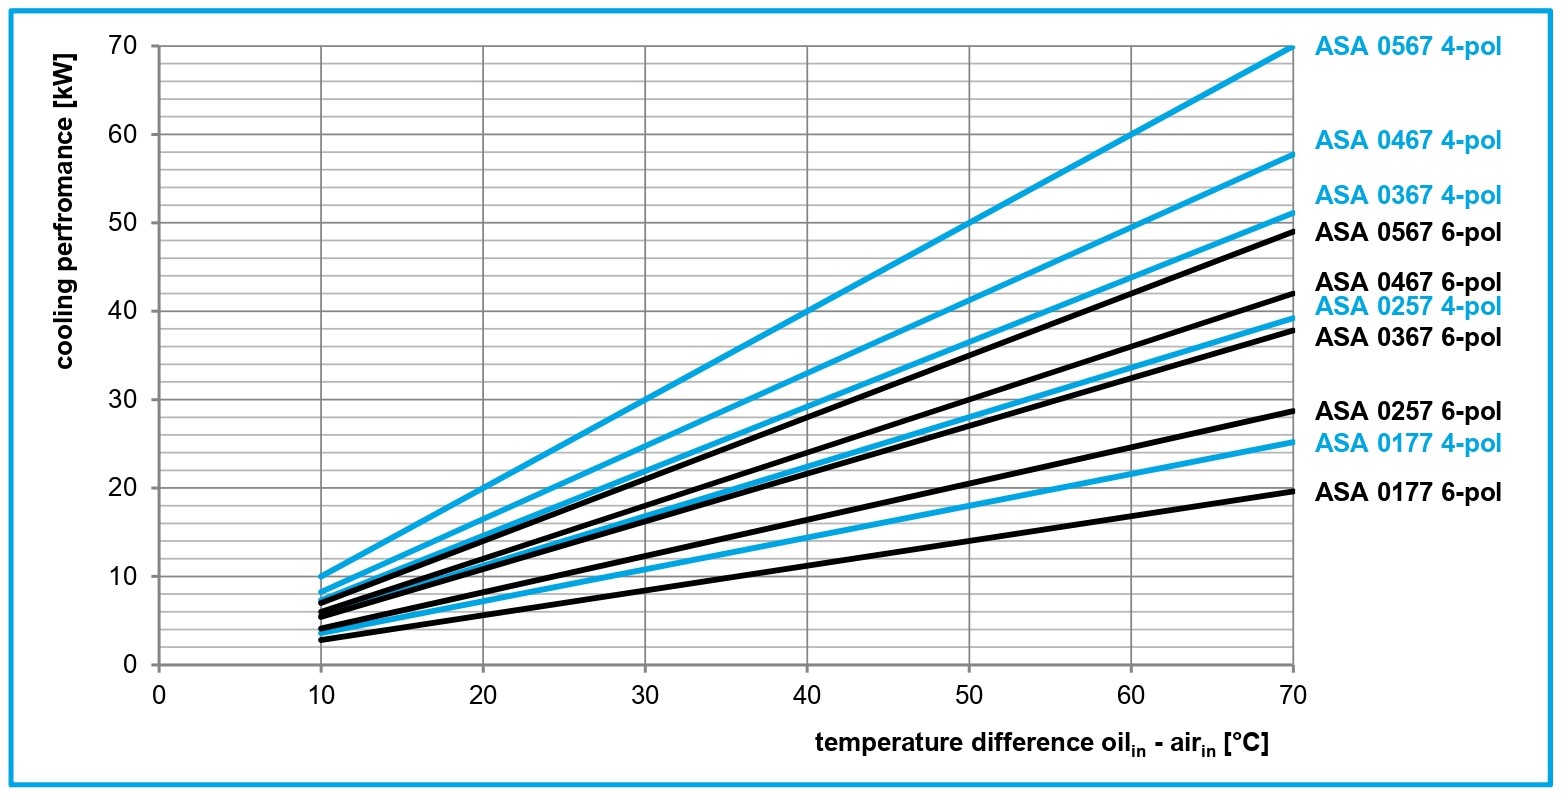 cooling perfromance [kW]
70
60
50
40
30
20
10
0
0 10 20 30 40 50 60 70
temperature difference oilin - airin [°C]
ASA 0567 4-pol
ASA 0467 4-pol
ASA 0367 4-pol
ASA 0567 6-pol
ASA 0467 6-pol
ASA 0257 4-pol
ASA 0367 6-pol
ASA 0257 6-pol
ASA 0177 4-pol
ASA 0177 6-pol